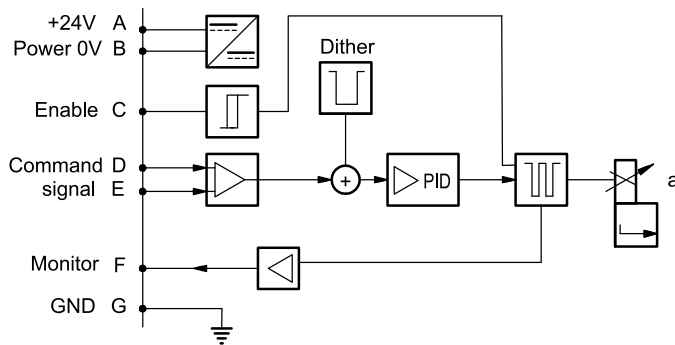 +24V A
Power 0V B
Dither
Enable C
Command D
signal E
+
PID
a
Monitor F
GND G